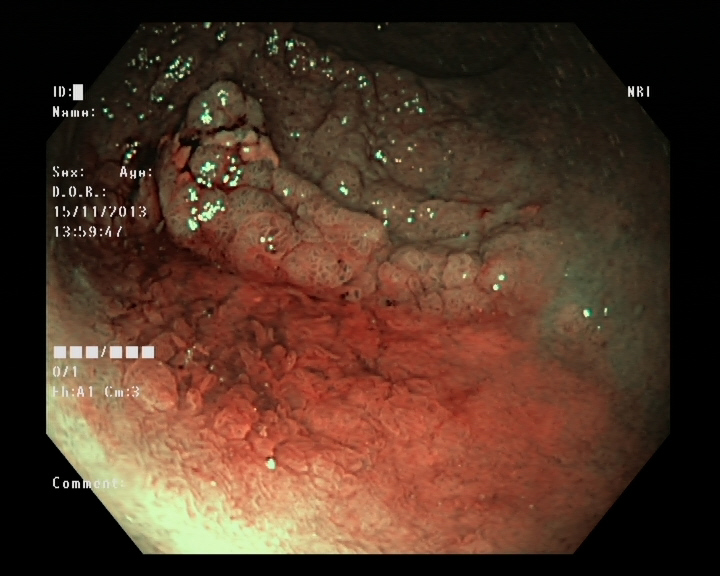 ID:
NBI
Name:
Sex: Age:
D.O.B.:
15/11/2013
13:59:47
■■■/■■■
0/1
Eh:A1 Cm:3
Comment: